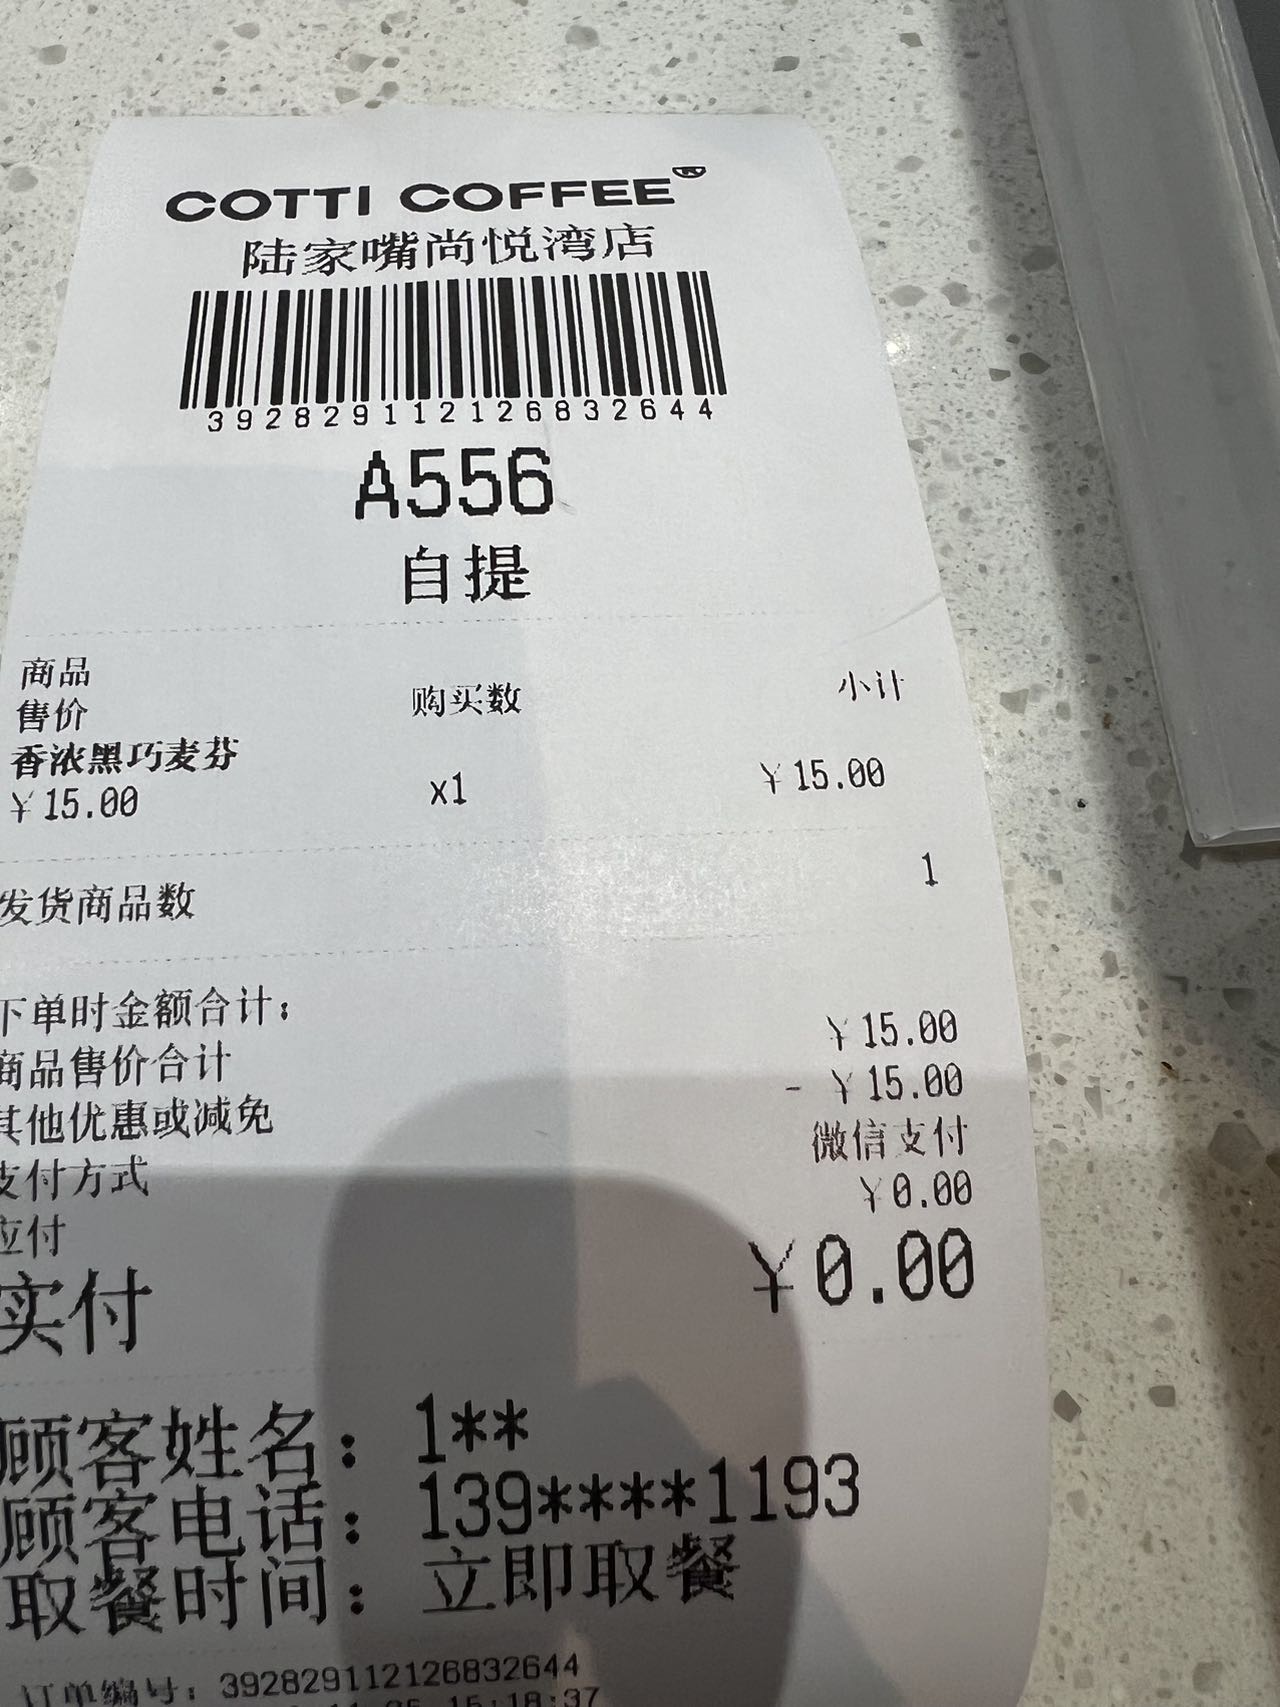 COTTI COFFEE®
陆家嘴尚悦湾店
392829112126832644
A556
自提
商品
售价 购买数 小计
香浓黑巧麦芬
¥15.00 x1 ¥15.00
发货商品数 1
下单时金额合计:
商品售价合计 ¥15.00
其他优惠或减免 - ¥15.00
支付方式 微信支付
应付 ¥0.00
实付 ¥0.00
顾客姓名: 1**
顾客电话: 139****1193
取餐时间: 立即取餐
订单编号: 392829112126832644
15:18:37